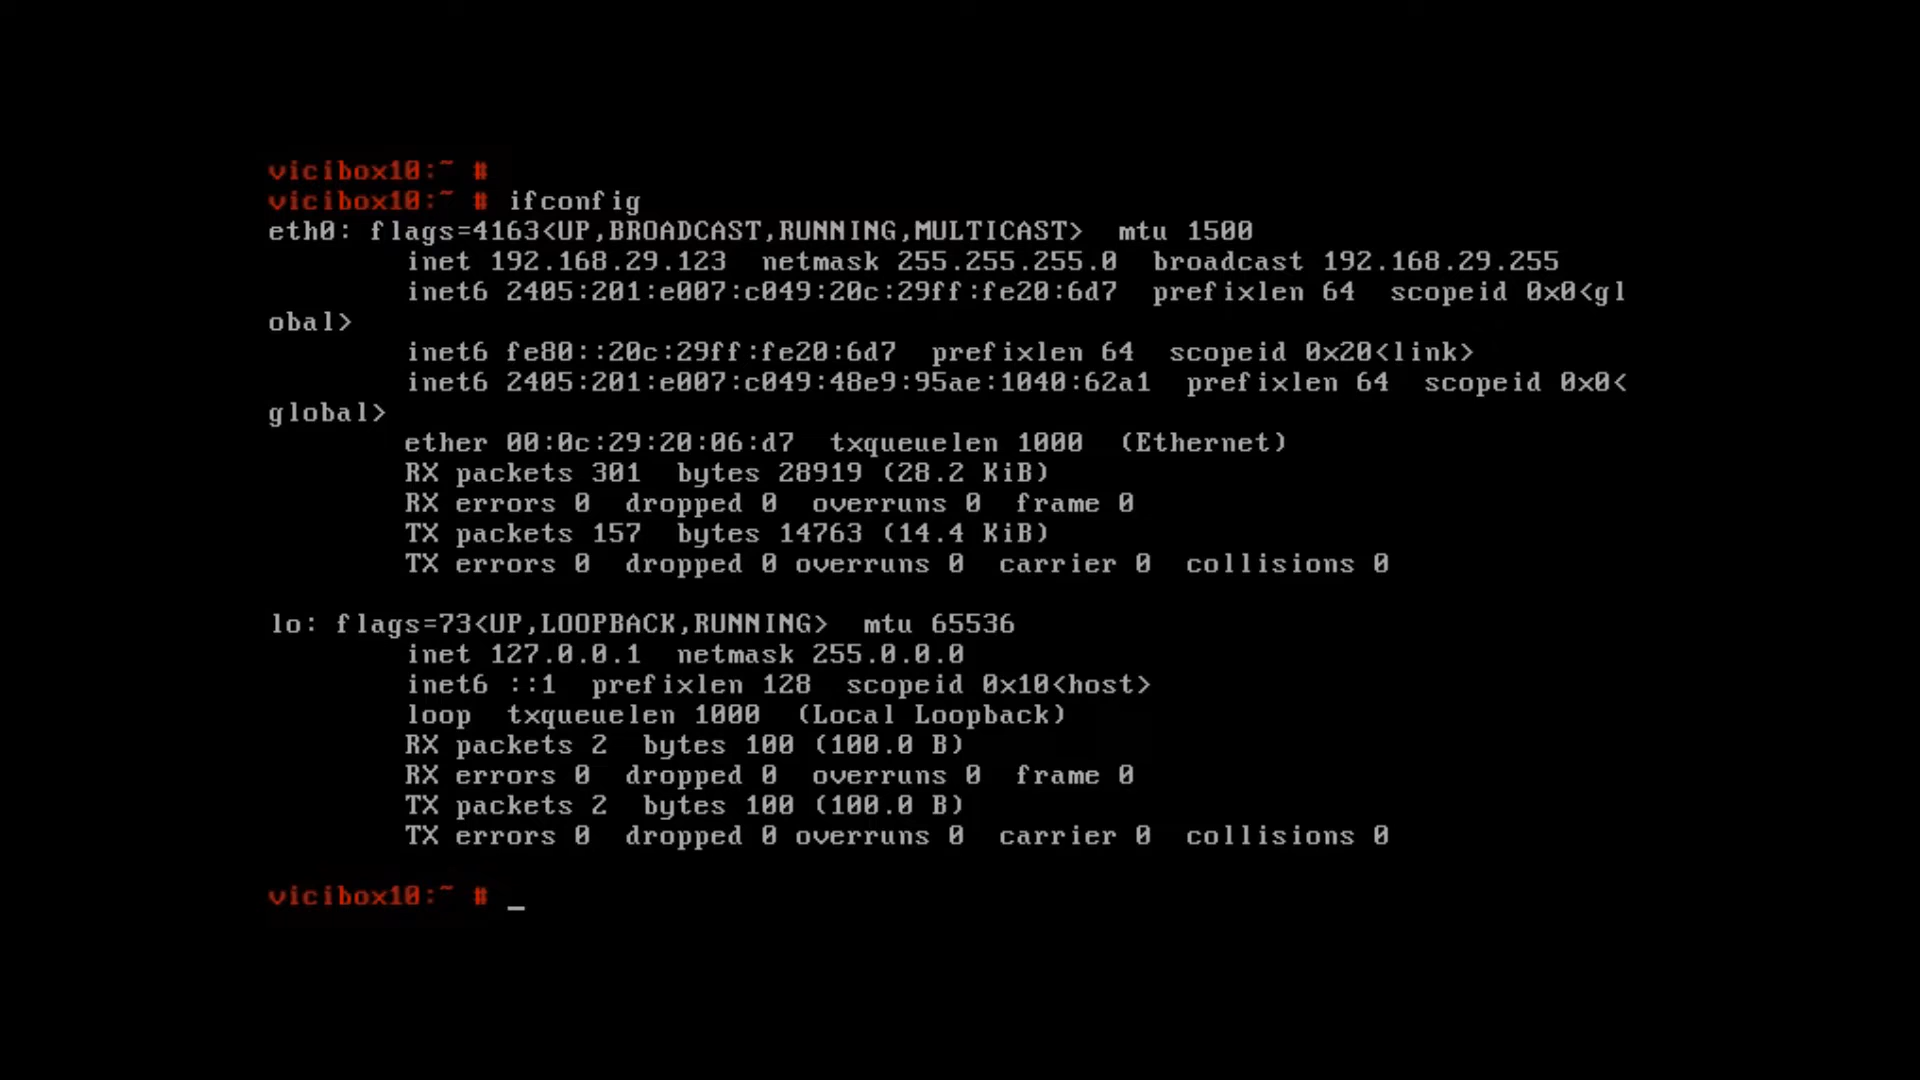 vicibox10:~ #
vicibox10:~ # ifconfig
eth0: flags=4163<UP,BROADCAST,RUNNING,MULTICAST>  mtu 1500
        inet 192.168.29.123  netmask 255.255.255.0  broadcast 192.168.29.255
        inet6 2405:201:e007:c049:20c:29ff:fe20:6d7  prefixlen 64  scopeid 0x0<gl
obal>
        inet6 fe80::20c:29ff:fe20:6d7  prefixlen 64  scopeid 0x20<link>
        inet6 2405:201:e007:c049:48e9:95ae:1040:62a1  prefixlen 64  scopeid 0x0<
global>
        ether 00:0c:29:20:06:d7  txqueuelen 1000  (Ethernet)
        RX packets 301  bytes 28919 (28.2 KiB)
        RX errors 0  dropped 0  overruns 0  frame 0
        TX packets 157  bytes 14763 (14.4 KiB)
        TX errors 0  dropped 0 overruns 0  carrier 0  collisions 0

lo: flags=73<UP,LOOPBACK,RUNNING>  mtu 65536
        inet 127.0.0.1  netmask 255.0.0.0
        inet6 ::1  prefixlen 128  scopeid 0x10<host>
        loop  txqueuelen 1000  (Local Loopback)
        RX packets 2  bytes 100 (100.0 B)
        RX errors 0  dropped 0  overruns 0  frame 0
        TX packets 2  bytes 100 (100.0 B)
        TX errors 0  dropped 0 overruns 0  carrier 0  collisions 0

vicibox10:~ # _